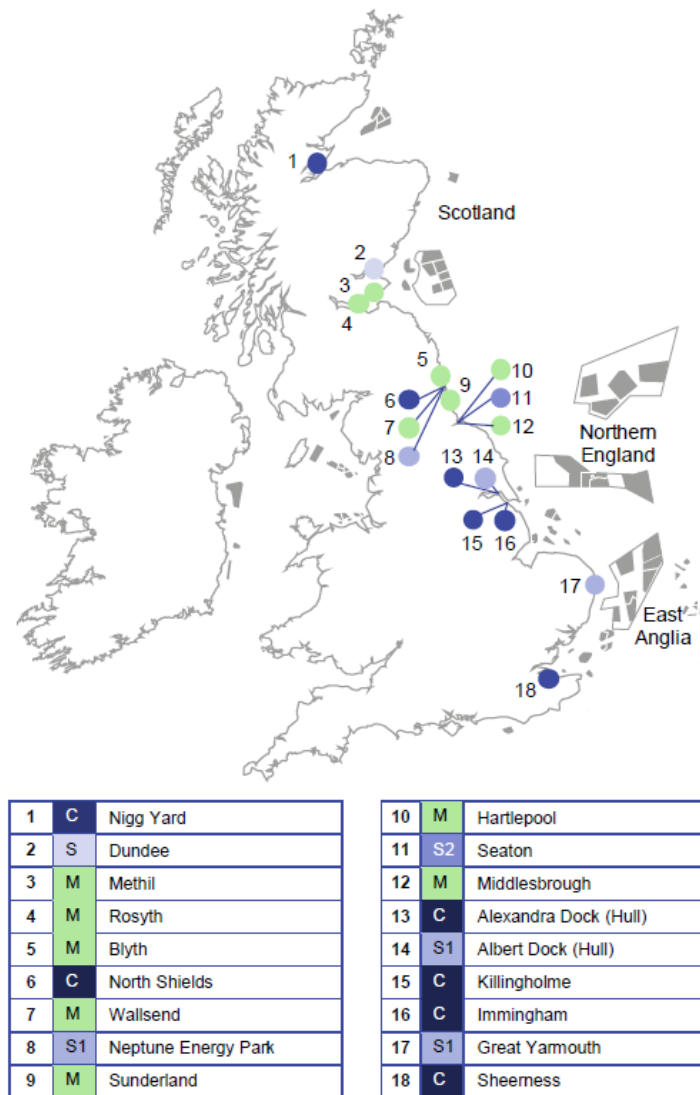 1
Scotland
2
3
4
5
10
9
6
11
7
12
Northern
England
8
13
14
15
16
17
East
Anglia
18
1 C Nigg Yard
2 S Dundee
3 M Methil
4 M Rosyth
5 M Blyth
6 C North Shields
7 M Wallsend
8 S1 Neptune Energy Park
9 M Sunderland
10 M Hartlepool
11 S2 Seaton
12 M Middlesbrough
13 C Alexandra Dock (Hull)
14 S1 Albert Dock (Hull)
15 C Killingholme
16 C Immingham
17 S1 Great Yarmouth
18 C Sheerness